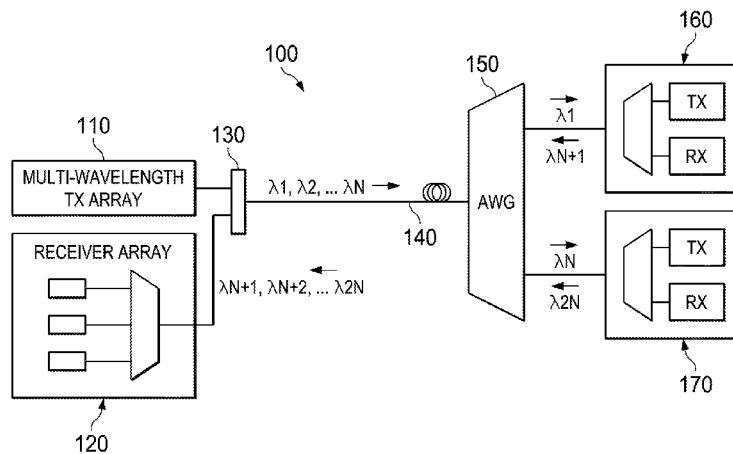 100
110
MULTI-WAVELENGTH
TX ARRAY
130
λ1, λ2, ... λN
140
150
AWG
λ1
λN+1
160
TX
RX
RECEIVER ARRAY
λN+1, λN+2, ... λ2N
120
λN
λ2N
TX
RX
170